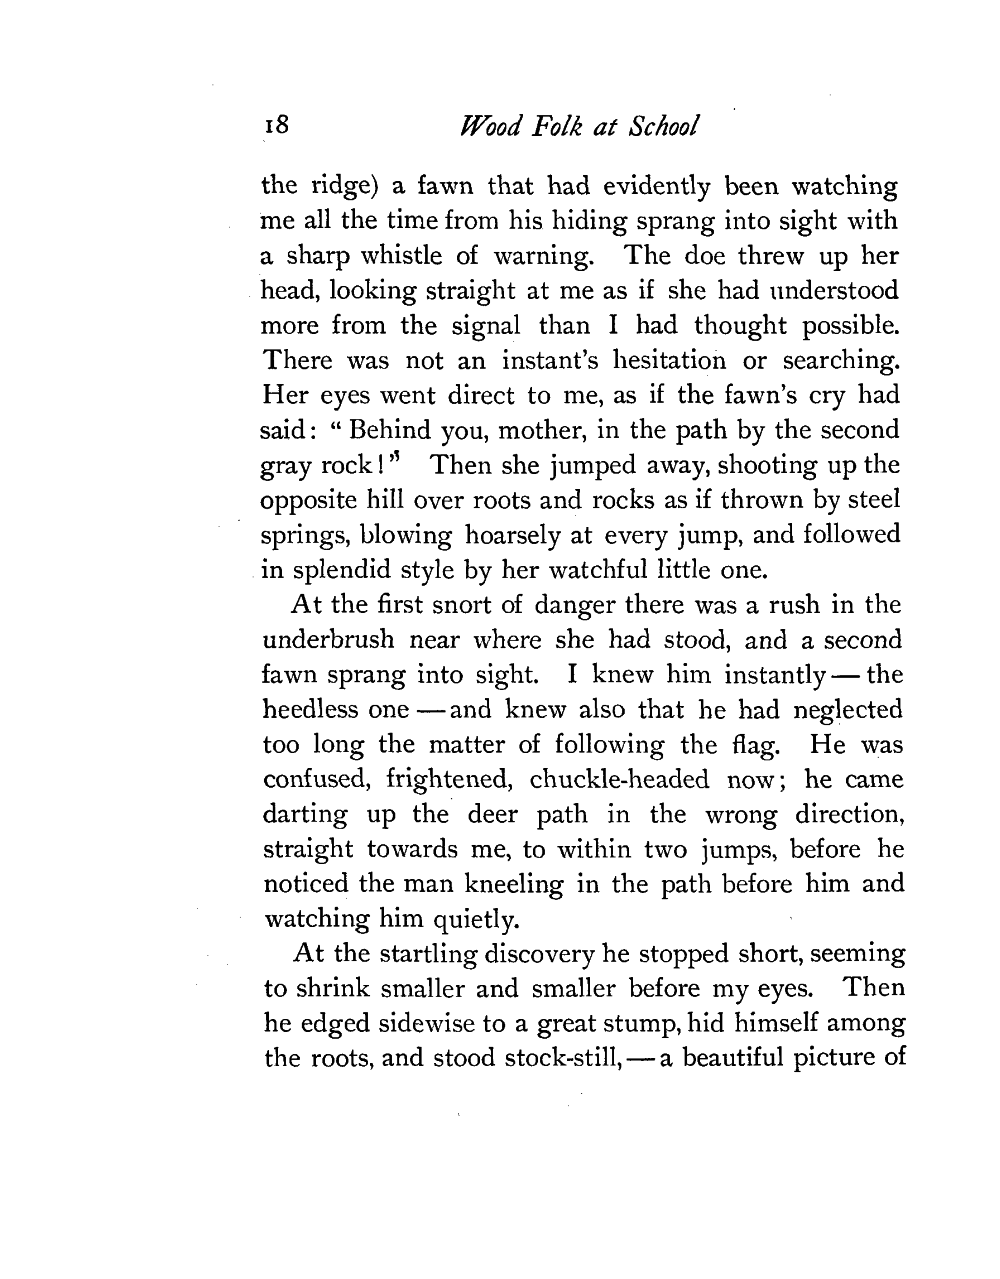 18 Wood Folk at School
the ridge) a fawn that had evidently been watching
me all the time from his hiding sprang into sight with
a sharp whistle of warning. The doe threw up her
head, looking straight at me as if she had understood
more from the signal than I had thought possible.
There was not an instant's hesitation or searching.
Her eyes went direct to me, as if the fawn's cry had
said: “ Behind you, mother, in the path by the second
gray rock!” Then she jumped away, shooting up the
opposite hill over roots and rocks as if thrown by steel
springs, blowing hoarsely at every jump, and followed
in splendid style by her watchful little one.
At the first snort of danger there was a rush in the
underbrush near where she had stood, and a second
fawn sprang into sight. I knew him instantly — the
heedless one — and knew also that he had neglected
too long the matter of following the flag. He was
confused, frightened, chuckle-headed now; he came
darting up the deer path in the wrong direction,
straight towards me, to within two jumps, before he
noticed the man kneeling in the path before him and
watching him quietly.
At the startling discovery he stopped short, seeming
to shrink smaller and smaller before my eyes. Then
he edged sidewise to a great stump, hid himself among
the roots, and stood stock-still, — a beautiful picture of